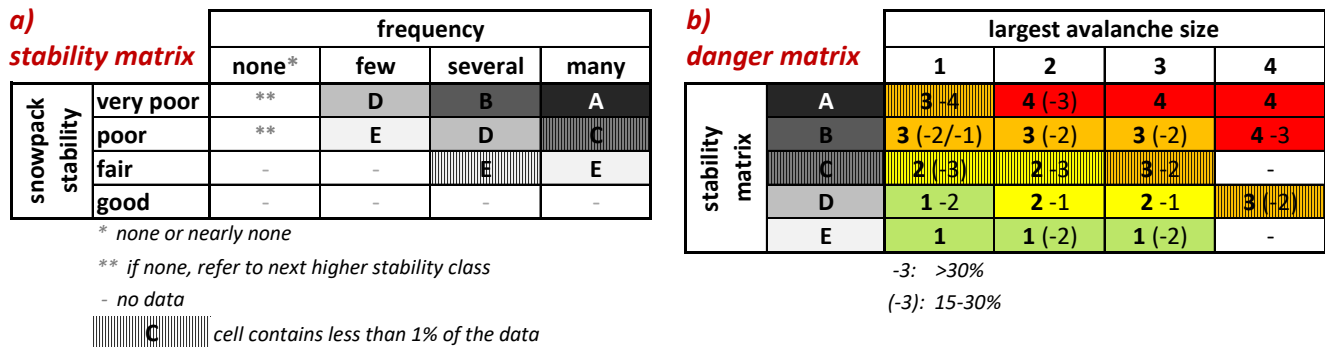 a)
stability matrix
frequency
none* few several many
snowpack stability
very poor ** D B A
poor ** E D C
fair - - E E
good - - - -
* none or nearly none
** if none, refer to next higher stability class
- no data
C cell contains less than 1% of the data
b)
danger matrix
largest avalanche size
1 2 3 4
stability matrix
A 3 -4 4 (-3) 4 4
B 3 (-2/-1) 3 (-2) 3 (-2) 4 -3
C 2 (-3) 2 -3 3 -2 -
D 1 -2 2 -1 2 -1 3 (-2)
E 1 1 (-2) 1 (-2) -
-3: >30%
(-3): 15-30%